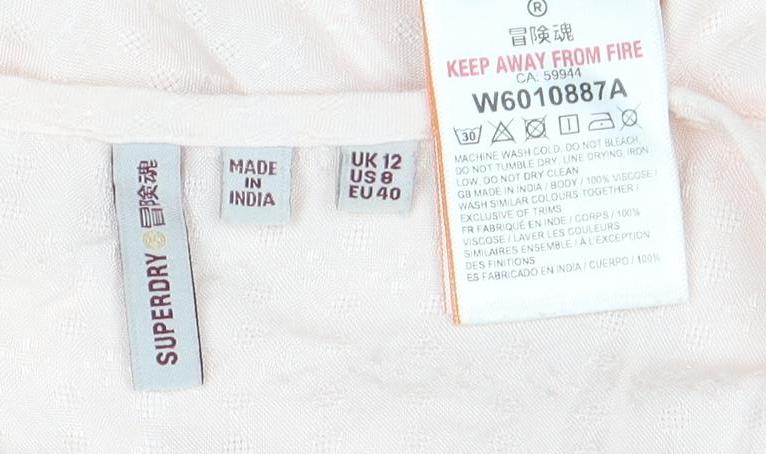 SUPERDRY ® 冒険魂
MADE
IN
INDIA
UK 12
US 8
EU 40
®
冒険魂
KEEP AWAY FROM FIRE
CA: 59944
W6010887A
30
MACHINE WASH COLD, DO NOT BLEACH,
DO NOT TUMBLE DRY, LINE DRYING, IRON
LOW, DO NOT DRY CLEAN
GB MADE IN INDIA / BODY / 100% VISCOSE /
WASH SIMILAR COLOURS TOGETHER /
EXCLUSIVE OF TRIMS
FR FABRIQUÉ EN INDE / CORPS / 100%
VISCOSE / LAVER LES COULEURS
SIMILAIRES ENSEMBLE / À L'EXCEPTION
DES FINITIONS
ES FABRICADO EN INDIA / CUERPO / 100%